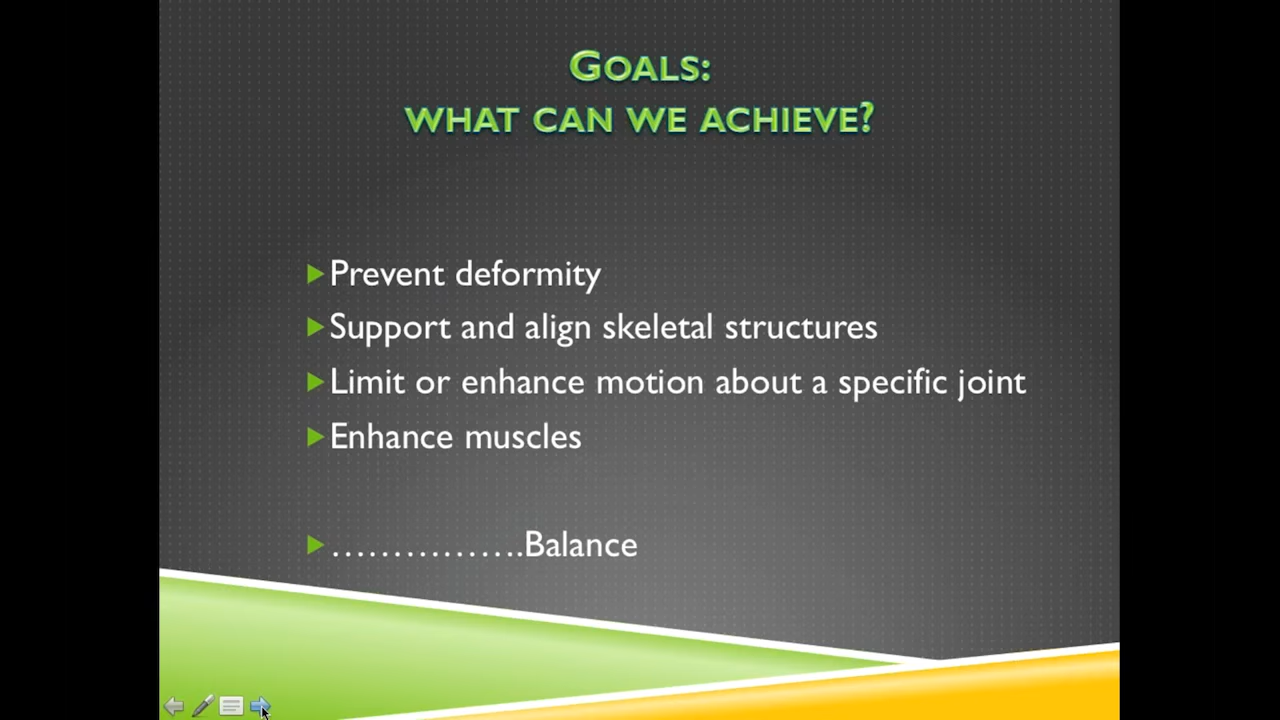 GOALS:
WHAT CAN WE ACHIEVE?
Prevent deformity
Support and align skeletal structures
Limit or enhance motion about a specific joint
Enhance muscles
…………….Balance